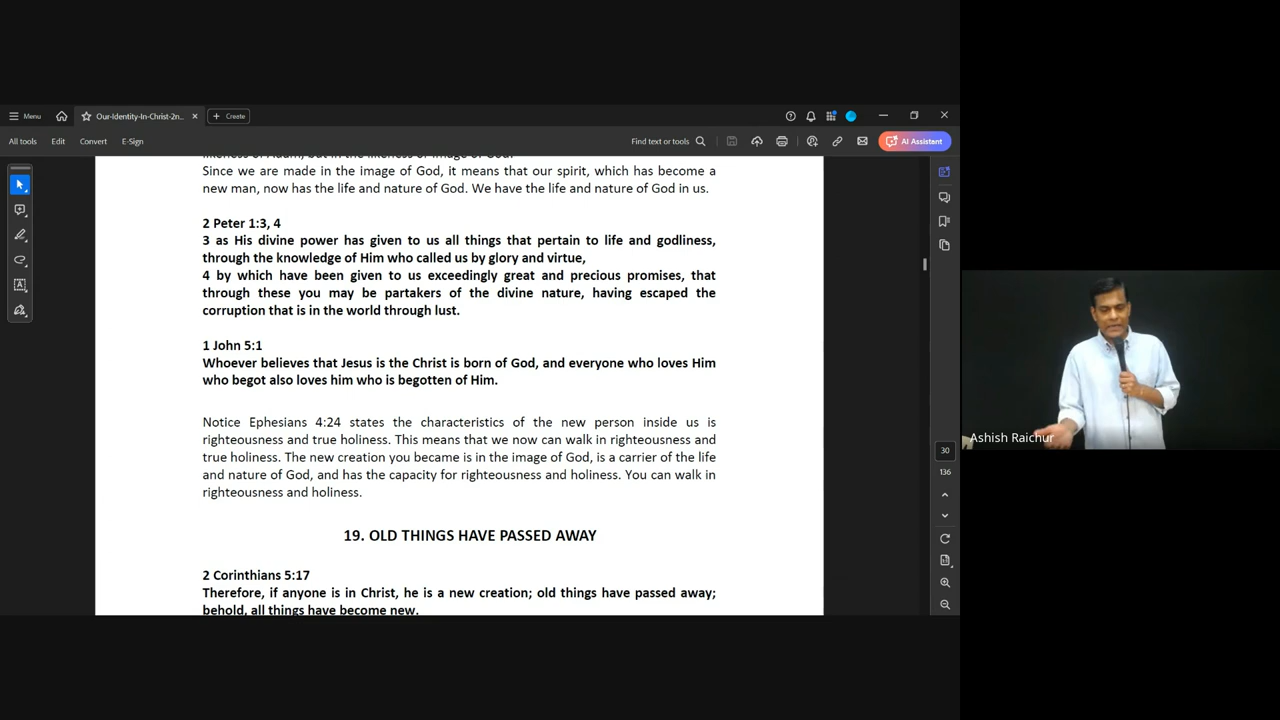 Menu
Our-Identity-In-Christ-2n...
Create
All tools
Edit
Convert
E-Sign
Find text or tools
AI Assistant
likeness of Adam, but in the likeness or image of God.
Since we are made in the image of God, it means that our spirit, which has become a
new man, now has the life and nature of God. We have the life and nature of God in us.
2 Peter 1:3, 4
3 as His divine power has given to us all things that pertain to life and godliness,
through the knowledge of Him who called us by glory and virtue,
4 by which have been given to us exceedingly great and precious promises, that
through these you may be partakers of the divine nature, having escaped the
corruption that is in the world through lust.
1 John 5:1
Whoever believes that Jesus is the Christ is born of God, and everyone who loves Him
who begot also loves him who is begotten of Him.
Notice Ephesians 4:24 states the characteristics of the new person inside us is
righteousness and true holiness. This means that we now can walk in righteousness and
true holiness. The new creation you became is in the image of God, is a carrier of the life
and nature of God, and has the capacity for righteousness and holiness. You can walk in
righteousness and holiness.
19. OLD THINGS HAVE PASSED AWAY
2 Corinthians 5:17
Therefore, if anyone is in Christ, he is a new creation; old things have passed away;
behold, all things have become new.
30
136
Ashish Raichur